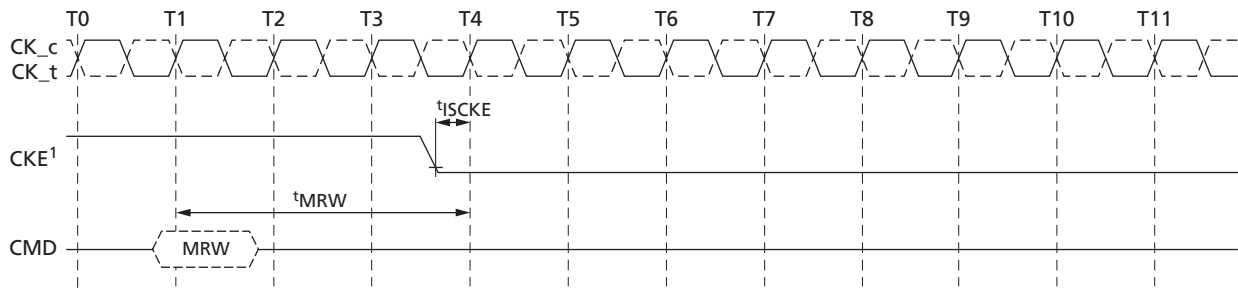 T0 T1 T2 T3 T4 T5 T6 T7 T8 T9 T10 T11
CK_c
CK_t
tISCKE
CKE1
tMRW
CMD MRW